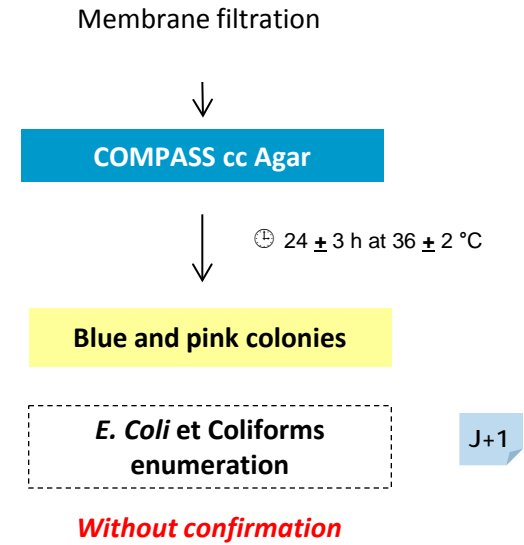 Membrane filtration
COMPASS cc Agar
24 ± 3 h at 36 ± 2 °C
Blue and pink colonies
E. Coli et Coliforms
enumeration
J+1
Without confirmation